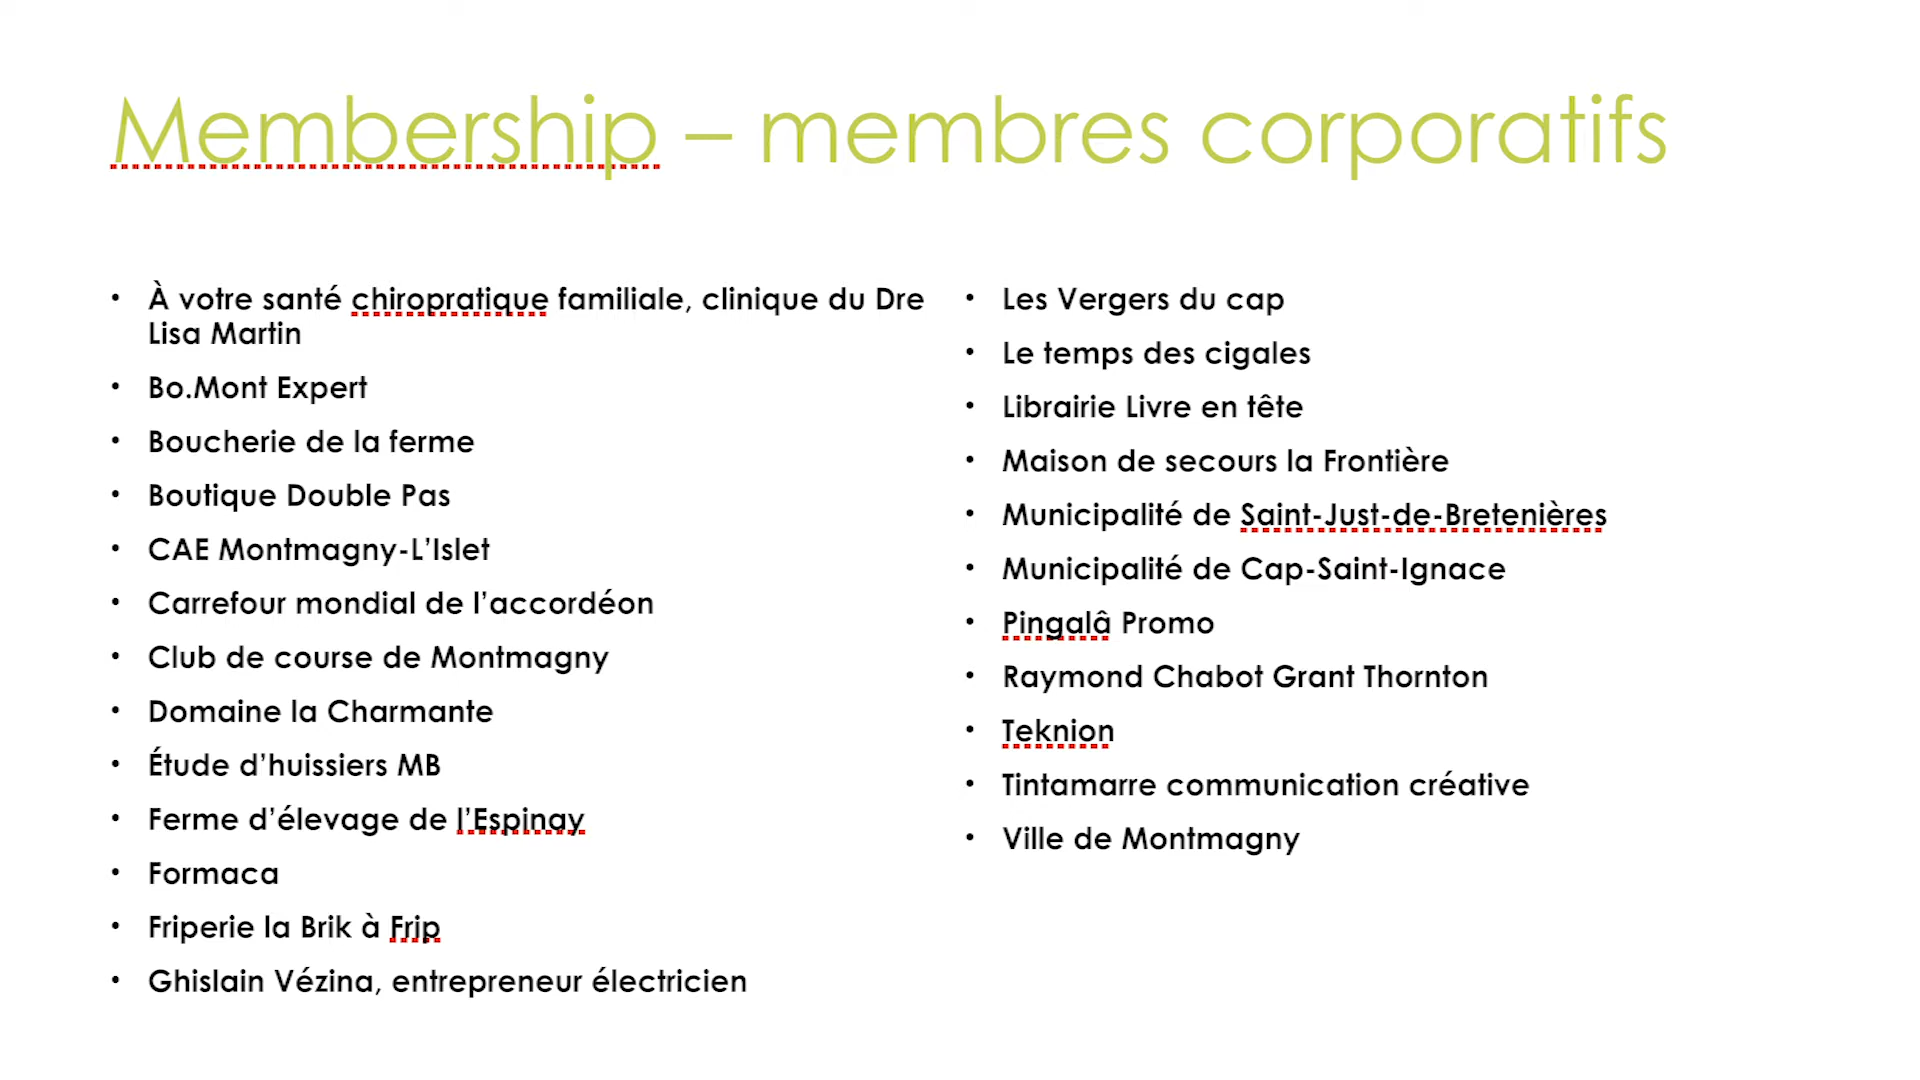 Membership – membres corporatifs
• À votre santé chiropratique familiale, clinique du Dre
Lisa Martin
• Bo.Mont Expert
• Boucherie de la ferme
• Boutique Double Pas
• CAE Montmagny-L’Islet
• Carrefour mondial de l’accordéon
• Club de course de Montmagny
• Domaine la Charmante
• Étude d’huissiers MB
• Ferme d’élevage de l’Espinay
• Formaca
• Friperie la Brik à Frip
• Ghislain Vézina, entrepreneur électricien
• Les Vergers du cap
• Le temps des cigales
• Librairie Livre en tête
• Maison de secours la Frontière
• Municipalité de Saint-Just-de-Bretenières
• Municipalité de Cap-Saint-Ignace
• Pingalâ Promo
• Raymond Chabot Grant Thornton
• Teknion
• Tintamarre communication créative
• Ville de Montmagny